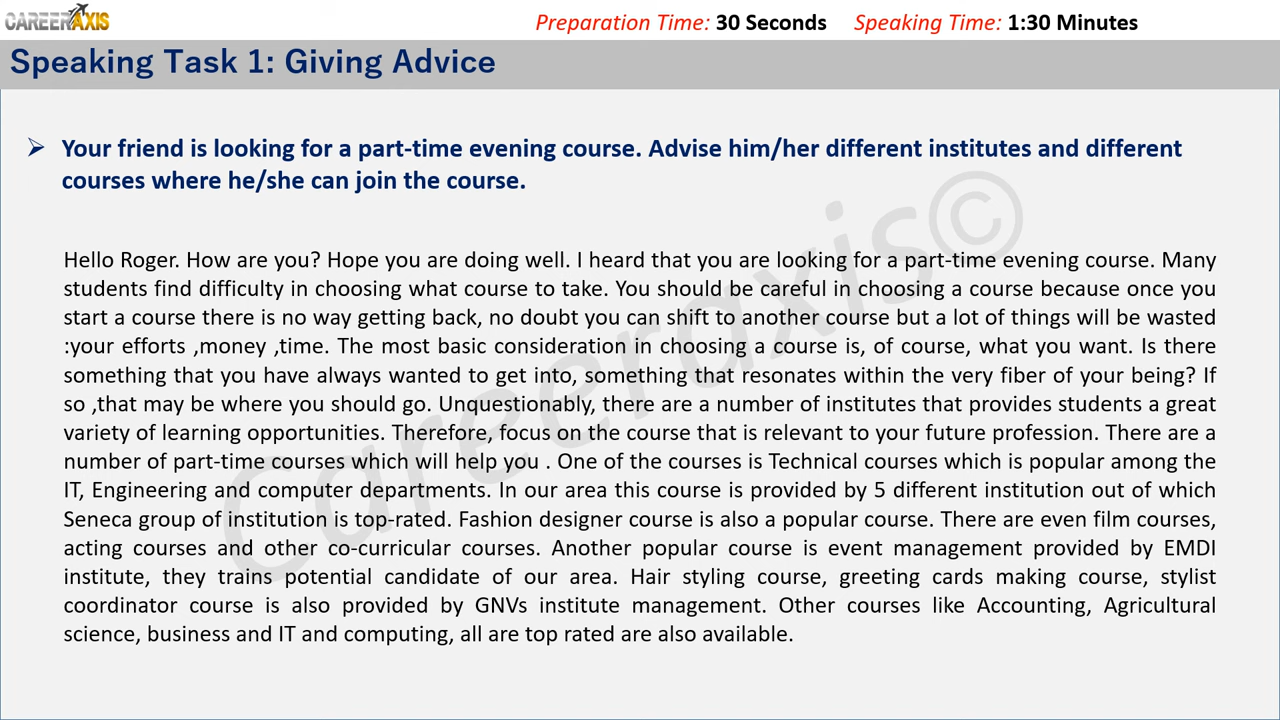 CAREERAXIS
Preparation Time: 30 Seconds Speaking Time: 1:30 Minutes
Speaking Task 1: Giving Advice
➢ Your friend is looking for a part-time evening course. Advise him/her different institutes and different
courses where he/she can join the course.
Hello Roger. How are you? Hope you are doing well. I heard that you are looking for a part-time evening course. Many
students find difficulty in choosing what course to take. You should be careful in choosing a course because once you
start a course there is no way getting back, no doubt you can shift to another course but a lot of things will be wasted
:your efforts ,money ,time. The most basic consideration in choosing a course is, of course, what you want. Is there
something that you have always wanted to get into, something that resonates within the very fiber of your being? If
so ,that may be where you should go. Unquestionably, there are a number of institutes that provides students a great
variety of learning opportunities. Therefore, focus on the course that is relevant to your future profession. There are a
number of part-time courses which will help you . One of the courses is Technical courses which is popular among the
IT, Engineering and computer departments. In our area this course is provided by 5 different institution out of which
Seneca group of institution is top-rated. Fashion designer course is also a popular course. There are even film courses,
acting courses and other co-curricular courses. Another popular course is event management provided by EMDI
institute, they trains potential candidate of our area. Hair styling course, greeting cards making course, stylist
coordinator course is also provided by GNVs institute management. Other courses like Accounting, Agricultural
science, business and IT and computing, all are top rated are also available.
Careeraxis©